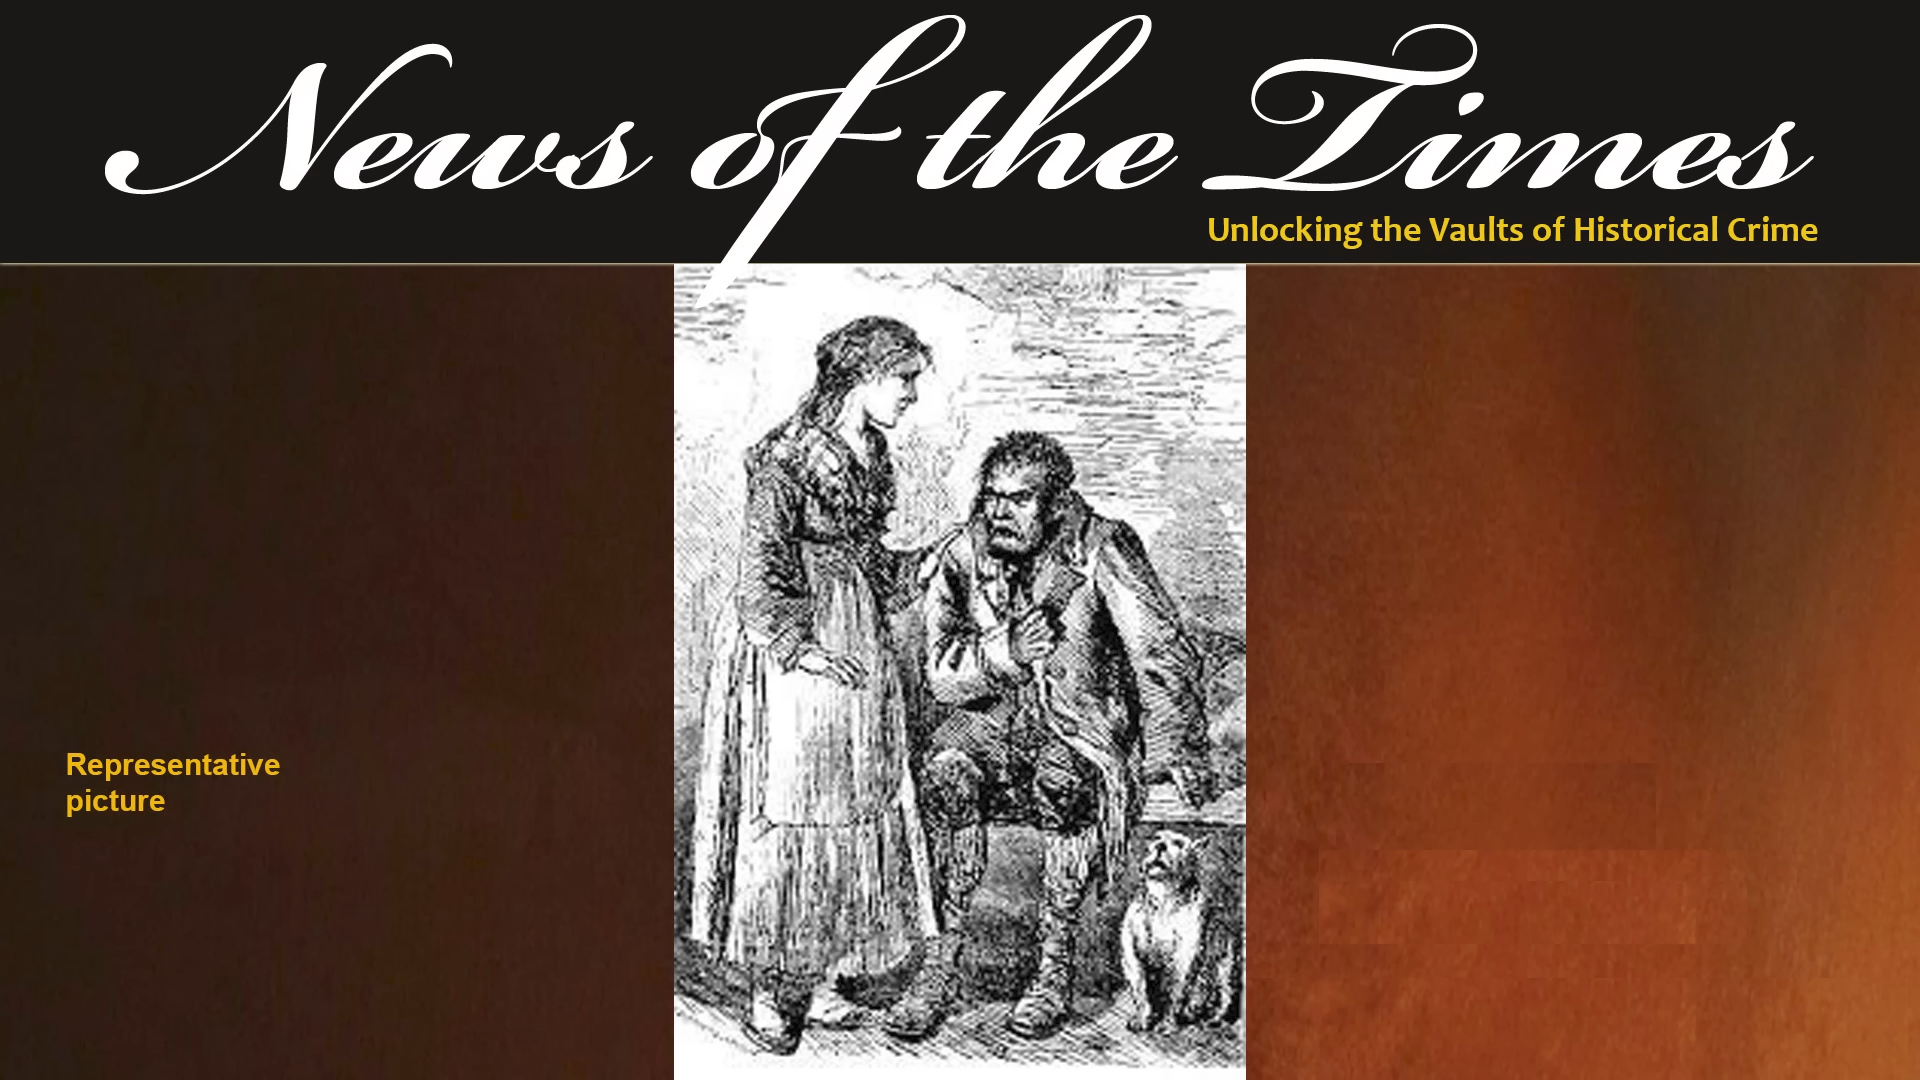 News of the Times
Unlocking the Vaults of Historical Crime
Representative
picture